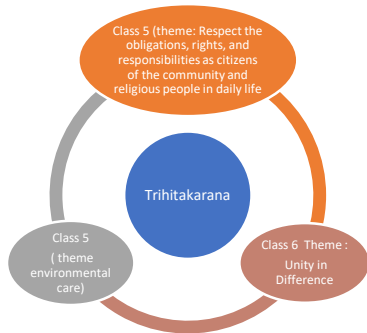 Class 5 (theme: Respect the
obligations, rights, and
responsibilities as citizens
of the community and
religious people in daily life
Trihitakarana
Class 5
( theme
environmental
care)
Class 6 Theme :
Unity in
Difference